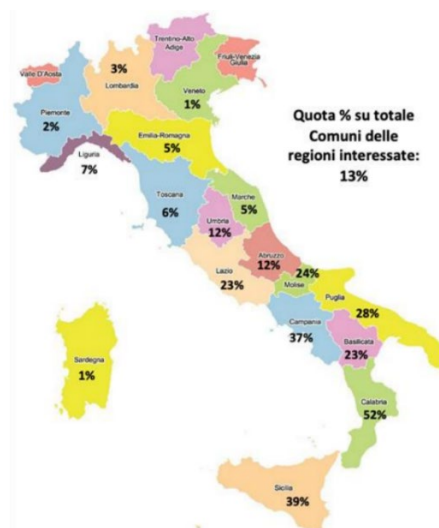 Trentino-Alto
Adige
Friuli-Venezia
Giulia
Valle D'Aosta
3%
Lombardia
Veneto
1%
Piemonte
2%
Emilia-Romagna
5%
Liguria
7%
Quota % su totale
Comuni delle
regioni interessate:
13%
Toscana
6%
Marche
5%
Umbria
12%
Abruzzo
12%
Lazio
23%
24%
Molise
Puglia
28%
Campania
37%
Basilicata
23%
Sardegna
1%
Calabria
52%
Sicilia
39%